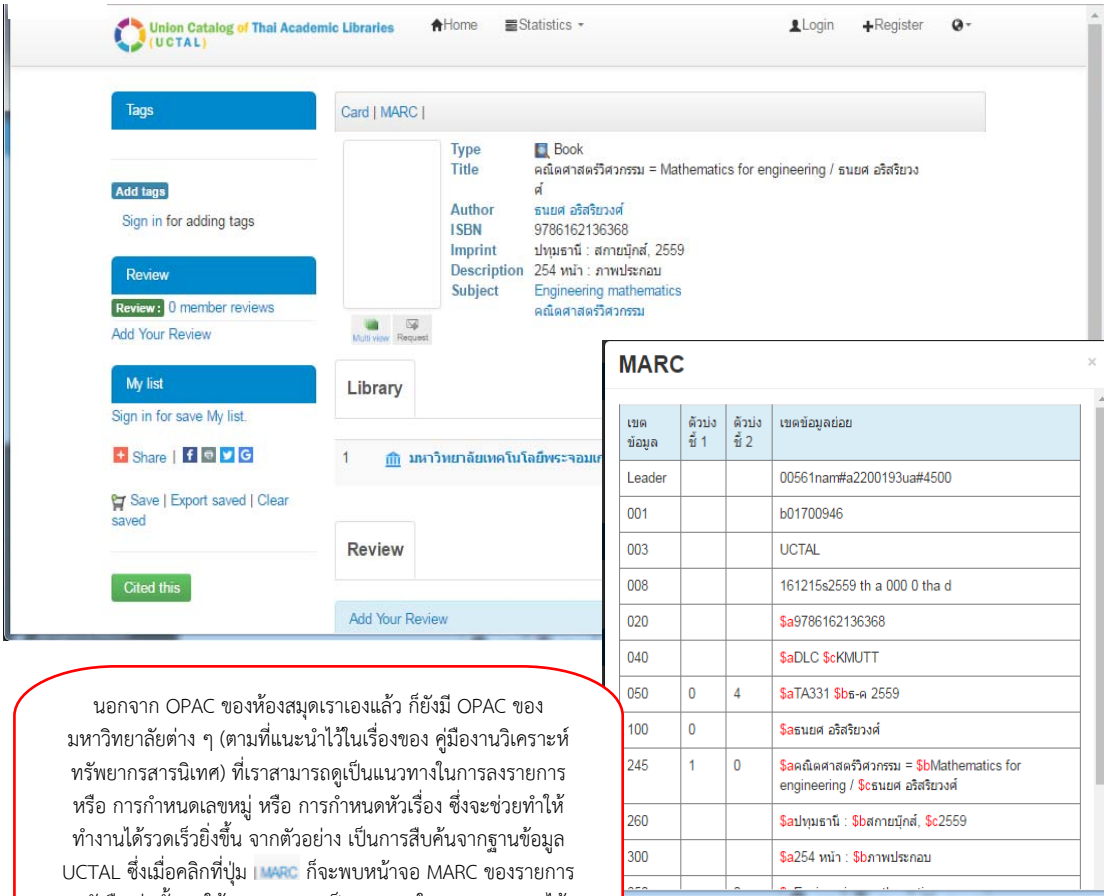 Union Catalog of Thai Academic Libraries
(UCTAL)
Home
Statistics
Login
Register
Tags
Add tags
Sign in for adding tags
Review
Review : 0 member reviews
Add Your Review
My list
Sign in for save My list.
Share |
Save | Export saved | Clear
saved
Cited this
Card | MARC |
Type Book
Title คณิตศาสตร์วิศวกรรม = Mathematics for engineering / ธนยศ อริสริยวง
ศ์
Author ธนยศ อริสริยวงศ์
ISBN 9786162136368
Imprint ปทุมธานี : สกายบุ๊กส์, 2559
Description 254 หน้า : ภาพประกอบ
Subject Engineering mathematics
คณิตศาสตร์วิศวกรรม
Multi view Request
Library
1 มหาวิทยาลัยเทคโนโลยีพระจอมเก
Review
Add Your Review
MARC
×
เขต
ข้อมูล
ตัวบ่ง
ชี้ 1
ตัวบ่ง
ชี้ 2
เขตข้อมูลย่อย
Leader 00561nam#a2200193ua#4500
001 b01700946
003 UCTAL
008 161215s2559 th a 000 0 tha d
020 $a9786162136368
040 $aDLC $cKMUTT
050 0 4 $aTA331 $bธ-ค 2559
100 0 $aธนยศ อริสริยวงศ์
245 1 0 $aคณิตศาสตร์วิศวกรรม = $bMathematics for
engineering / $cธนยศ อริสริยวงศ์
260 $aปทุมธานี : $bสกายบุ๊กส์, $c2559
300 $a254 หน้า : $bภาพประกอบ
นอกจาก OPAC ของห้องสมุดเราเองแล้ว ก็ยังมี OPAC ของ
มหาวิทยาลัยต่าง ๆ (ตามที่แนะนำไว้ในเรื่องของ คู่มืองานวิเคราะห์
ทรัพยากรสารนิเทศ) ที่เราสามารถดูเป็นแนวทางในการลงรายการ
หรือ การกำหนดเลขหมู่ หรือ การกำหนดหัวเรื่อง ซึ่งจะช่วยทำให้
ทำงานได้รวดเร็วยิ่งขึ้น จากตัวอย่าง เป็นการสืบค้นจากฐานข้อมูล
UCTAL ซึ่งเมื่อคลิกที่ปุ่ม | MARC ก็จะพบหน้าจอ MARC ของรายการ